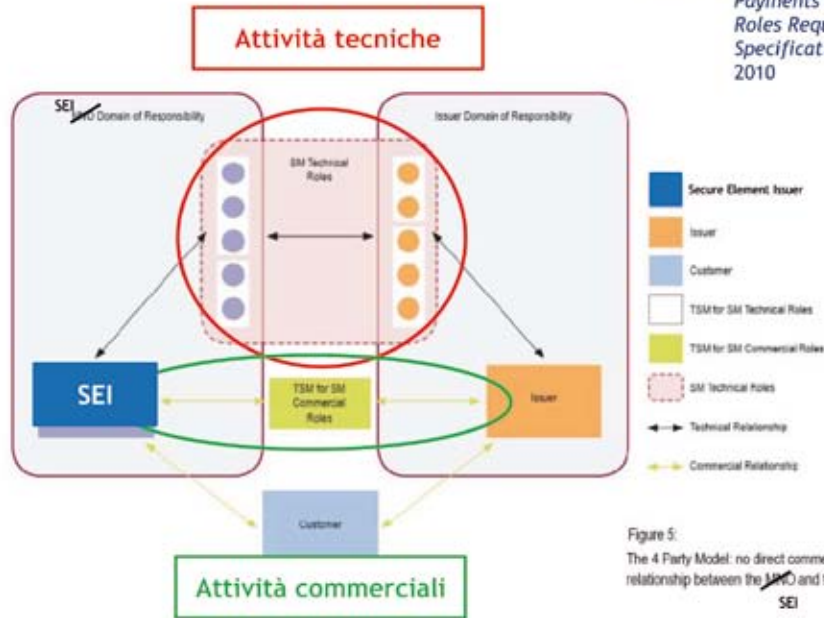 Payments
Roles Requ
Specificat
2010
Attività tecniche
SEI
MNO Domain of Responsibility
Issuer Domain of Responsibility
SM Technical
Roles
SEI
TSM for SM
Commercial
Roles
Issuer
Customer
Attività commerciali
Secure Element Issuer
Issuer
Customer
TSM for SM Technical Roles
TSM for SM Commercial Roles
SM Technical Roles
Technical Relationship
Commercial Relationship
Figure 5:
The 4 Party Model: no direct comme
relationship between the MNO and t
SEI